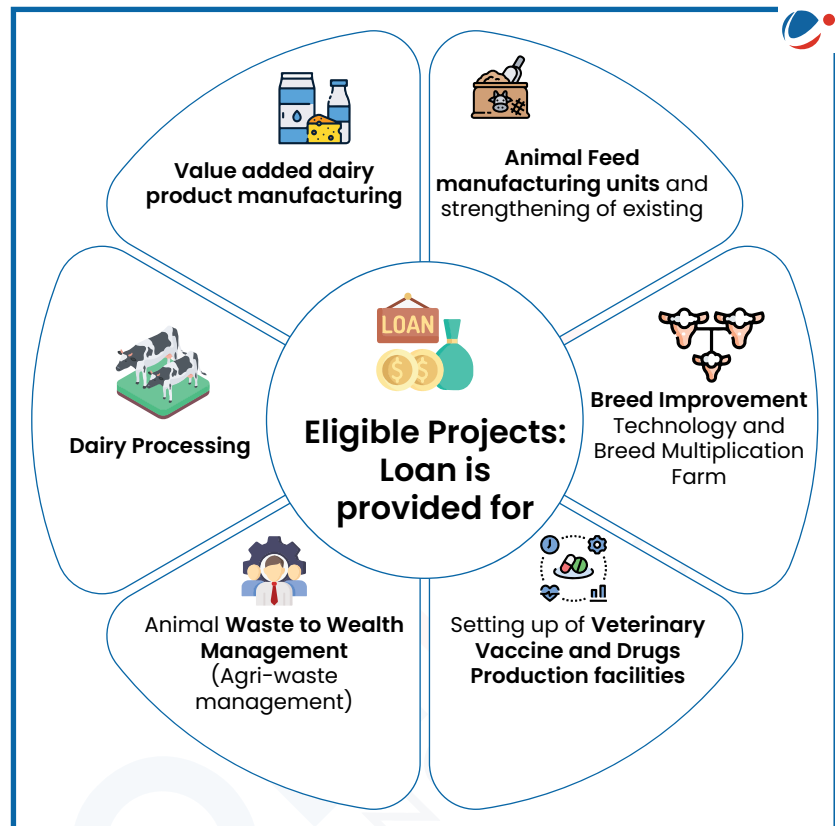 Value added dairy
product manufacturing
Animal Feed
manufacturing units and
strengthening of existing
Dairy Processing
LOAN
Eligible Projects:
Loan is
provided for
Breed Improvement
Technology and
Breed Multiplication
Farm
Animal Waste to Wealth
Management
(Agri-waste
management)
Setting up of Veterinary
Vaccine and Drugs
Production facilities